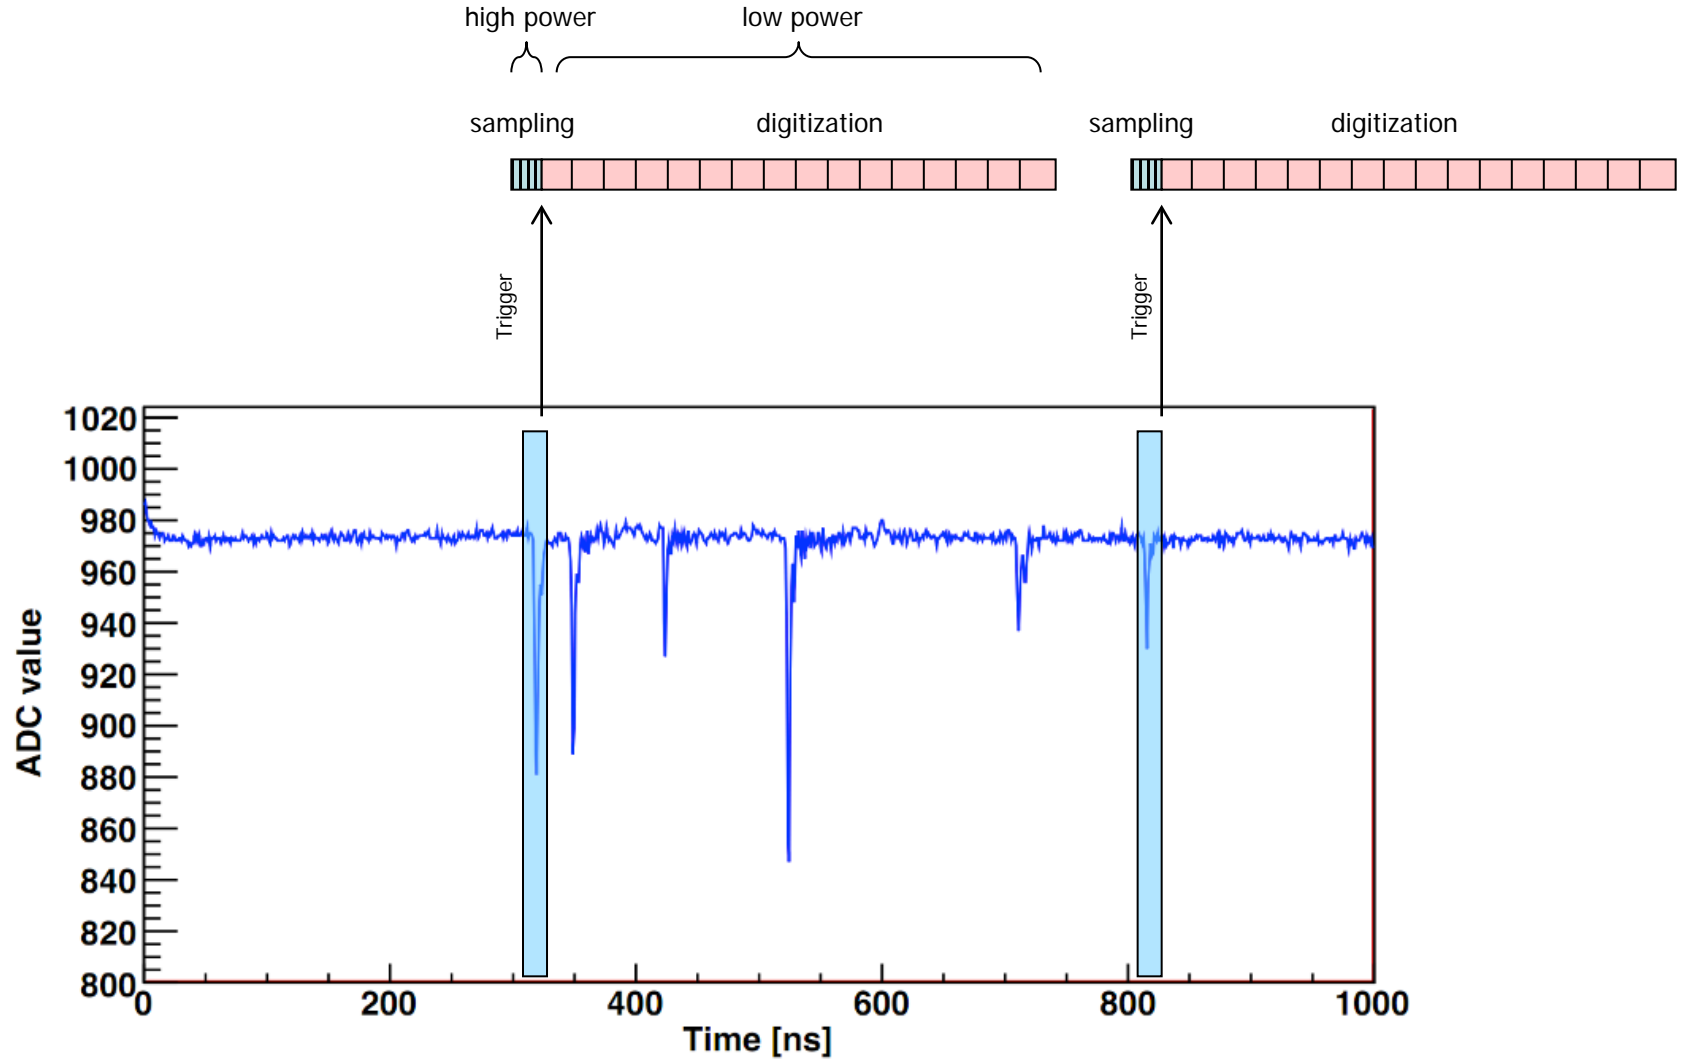 high power low power
sampling digitization sampling digitization
Trigger Trigger
1020
1000
980
960
940
920
900
880
860
840
820
800
ADC value
0 200 400 600 800 1000
Time [ns]